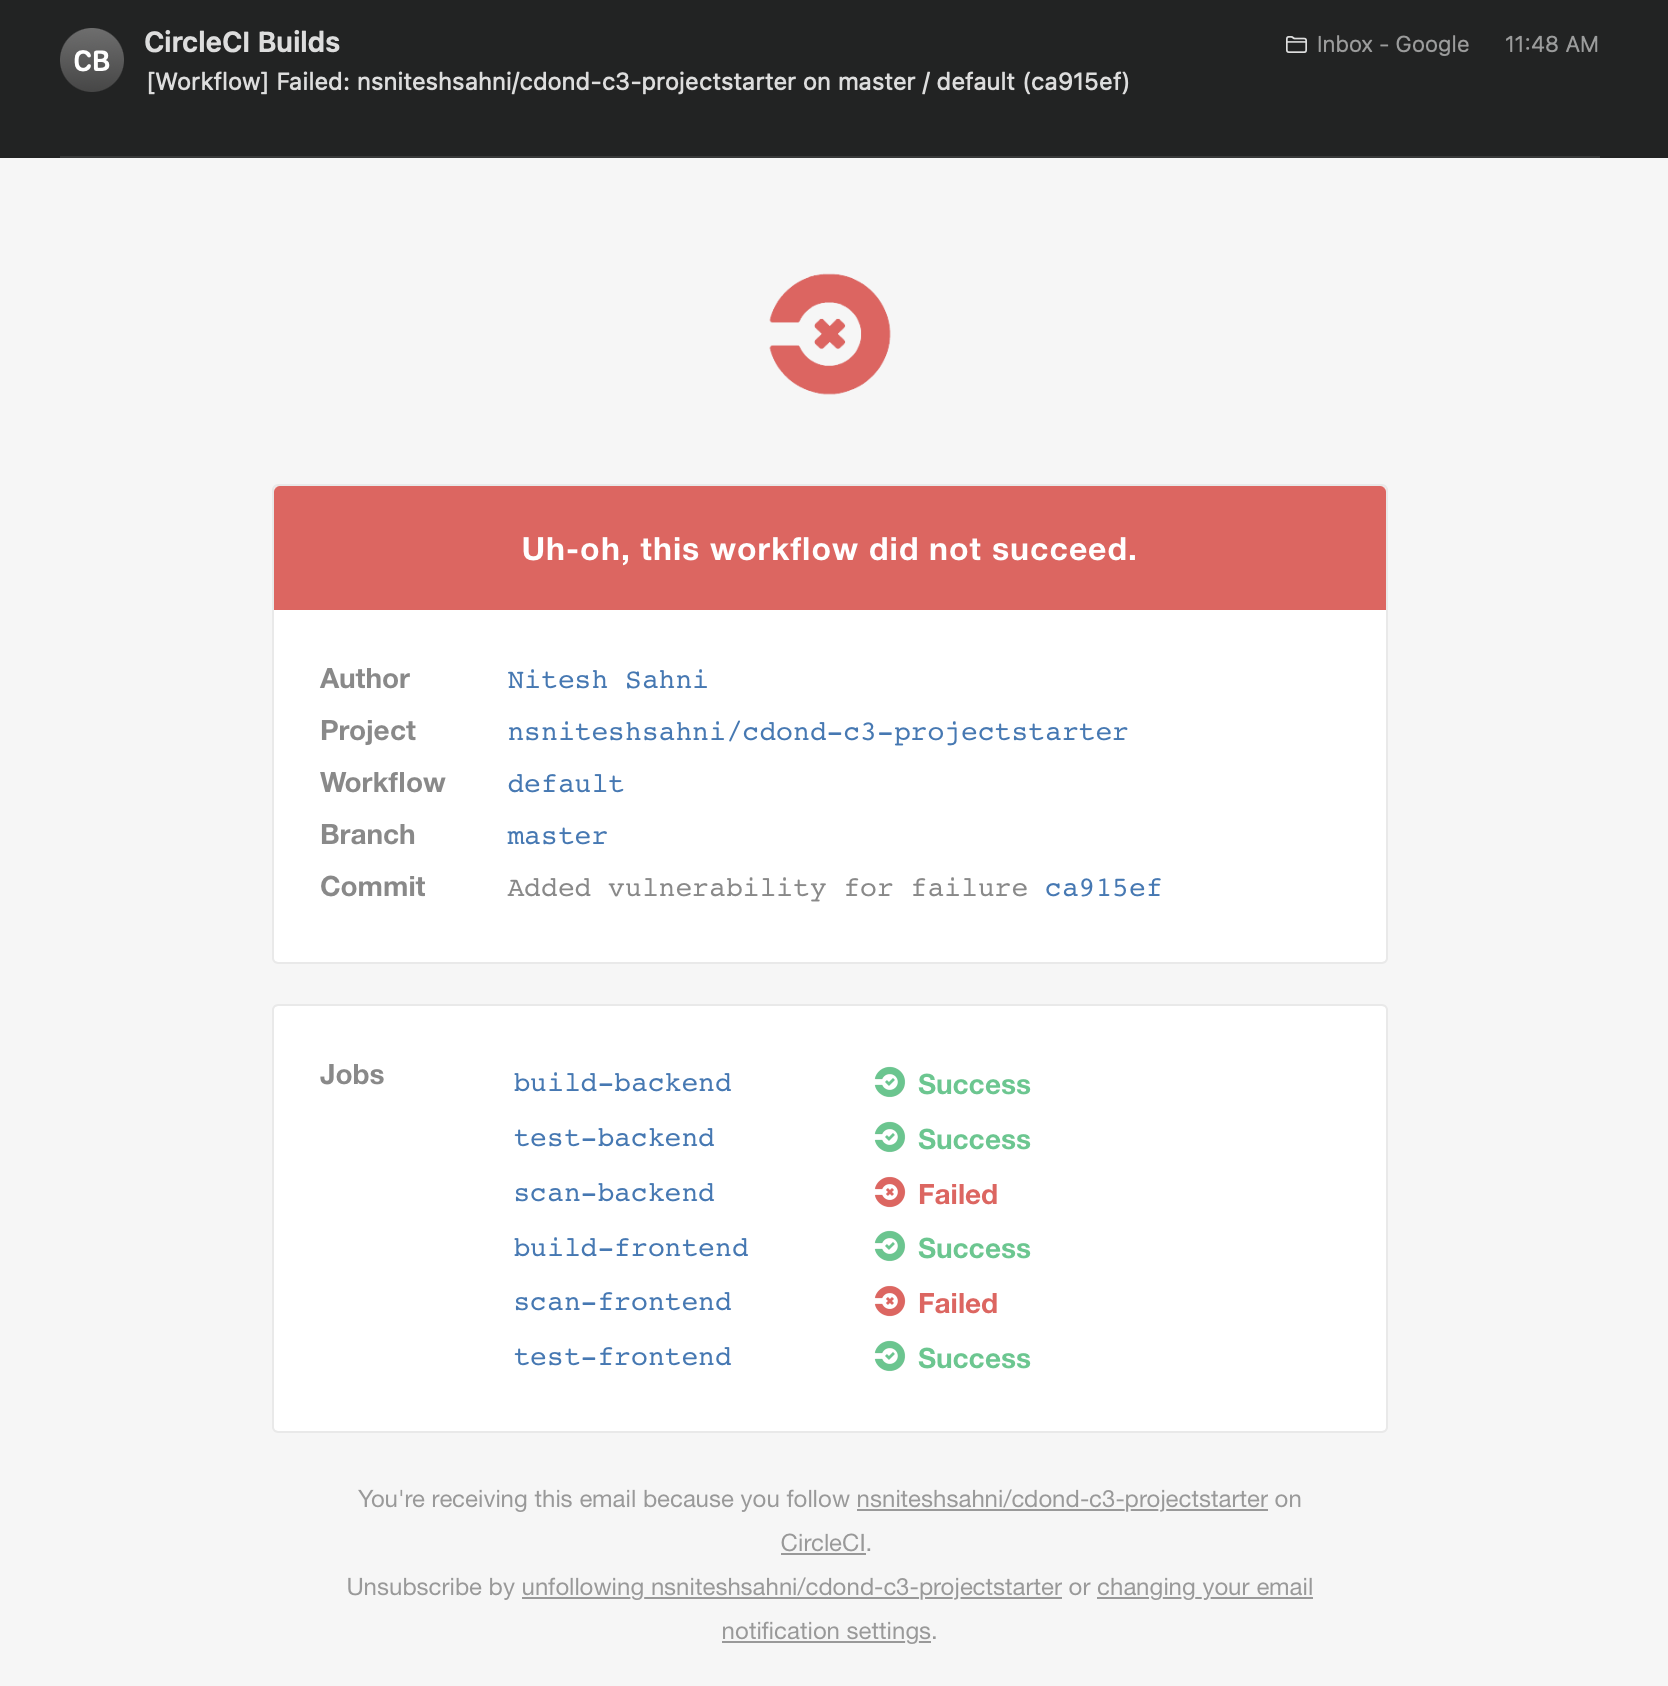 CB
CircleCI Builds
Inbox - Google 11:48 AM
[Workflow] Failed: nsniteshsahni/cdond-c3-projectstarter on master / default (ca915ef)
Uh-oh, this workflow did not succeed.
Author Nitesh Sahni
Project nsniteshsahni/cdond-c3-projectstarter
Workflow default
Branch master
Commit Added vulnerability for failure ca915ef
Jobs build-backend Success
test-backend Success
scan-backend Failed
build-frontend Success
scan-frontend Failed
test-frontend Success
You're receiving this email because you follow nsniteshsahni/cdond-c3-projectstarter on
CircleCI.
Unsubscribe by unfollowing nsniteshsahni/cdond-c3-projectstarter or changing your email
notification settings.